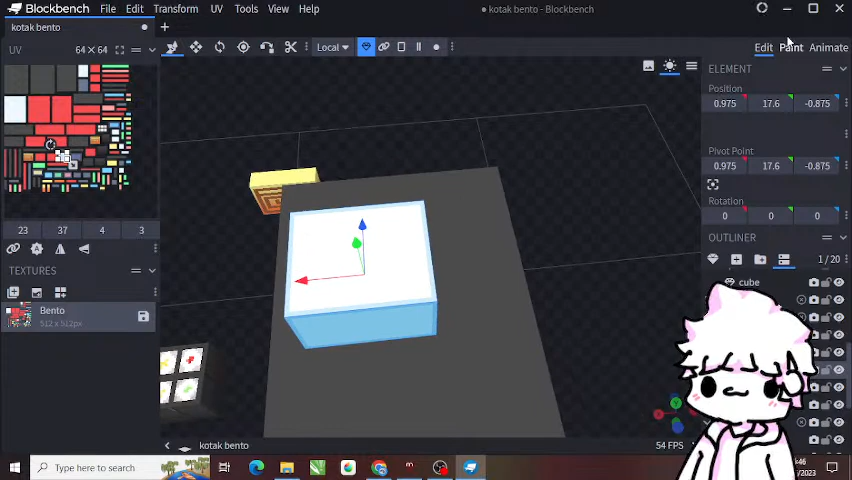 Blockbench File Edit Transform UV Tools View Help
kotak bento - Blockbench
kotak bento
UV 64 × 64
Local
Edit Paint Animate
ELEMENT
Position
0.975 17.6 -0.875
Pivot Point
0.975 17.6 -0.875
Rotation
0 0 0
OUTLINER
1 / 20
cube
23 37 4 3
TEXTURES
Bento
512 x 512px
kotak bento
54 FPS
Type here to search